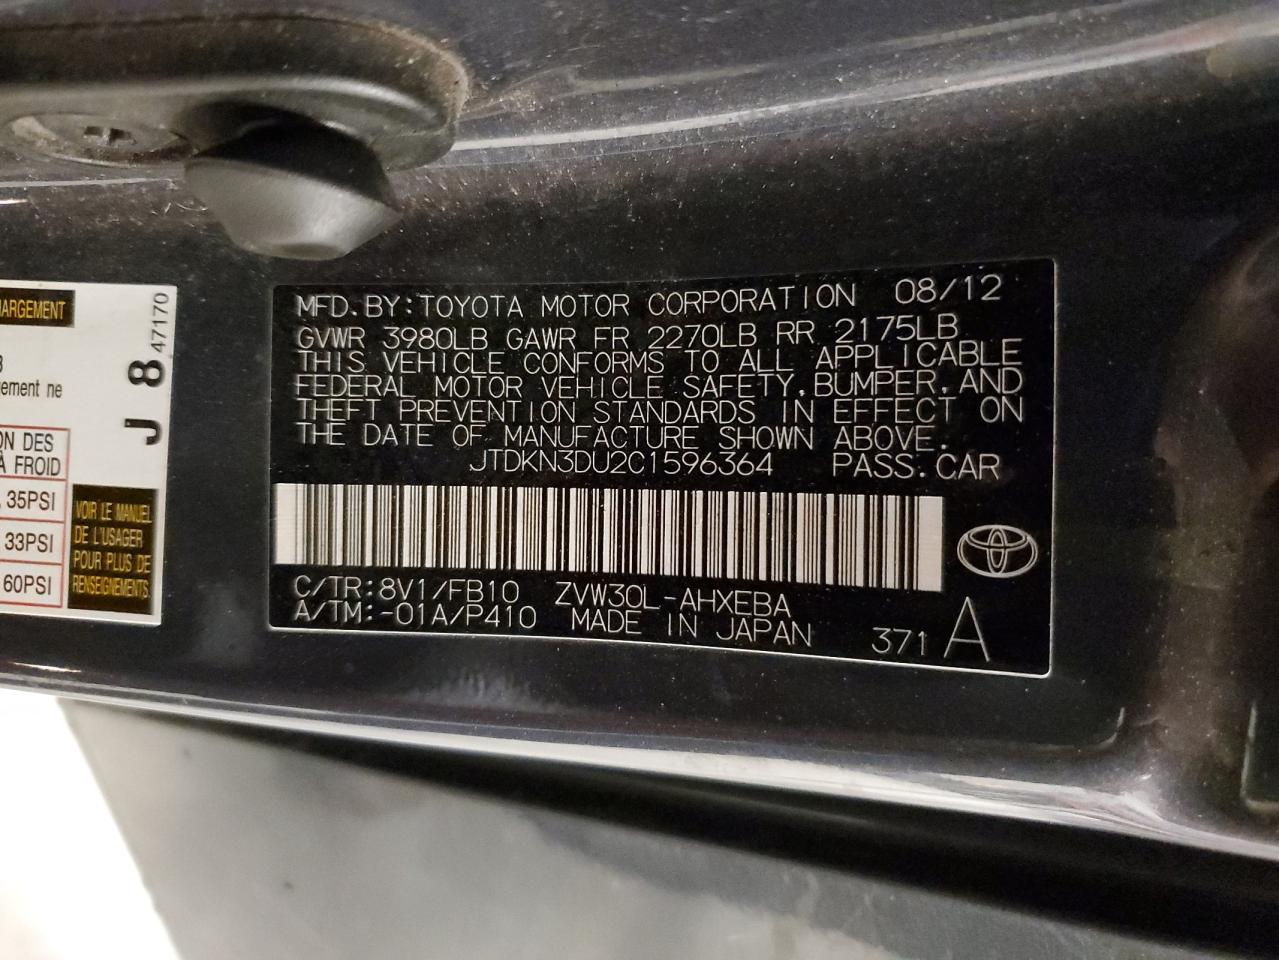 HARGEMENT
gement ne
ON DES
À FROID
35PSI
33PSI
60PSI
VOIR LE MANUEL
DE L'USAGER
POUR PLUS DE
RENSEIGNEMENTS.
J 8 47170
MFD.BY:TOYOTA MOTOR CORPORATION 08/12
GVWR 3980LB GAWR FR 2270LB RR 2175LB
THIS VEHICLE CONFORMS TO ALL APPLICABLE
FEDERAL MOTOR VEHICLE SAFETY,BUMPER,AND
THEFT PREVENTION STANDARDS IN EFFECT ON
THE DATE OF MANUFACTURE SHOWN ABOVE.
JTDKN3DU2C1596364 PASS.CAR
C/TR:8V1/FB10 ZVW30L-AHXEBA
A/TM:-01A/P410 MADE IN JAPAN 371 A